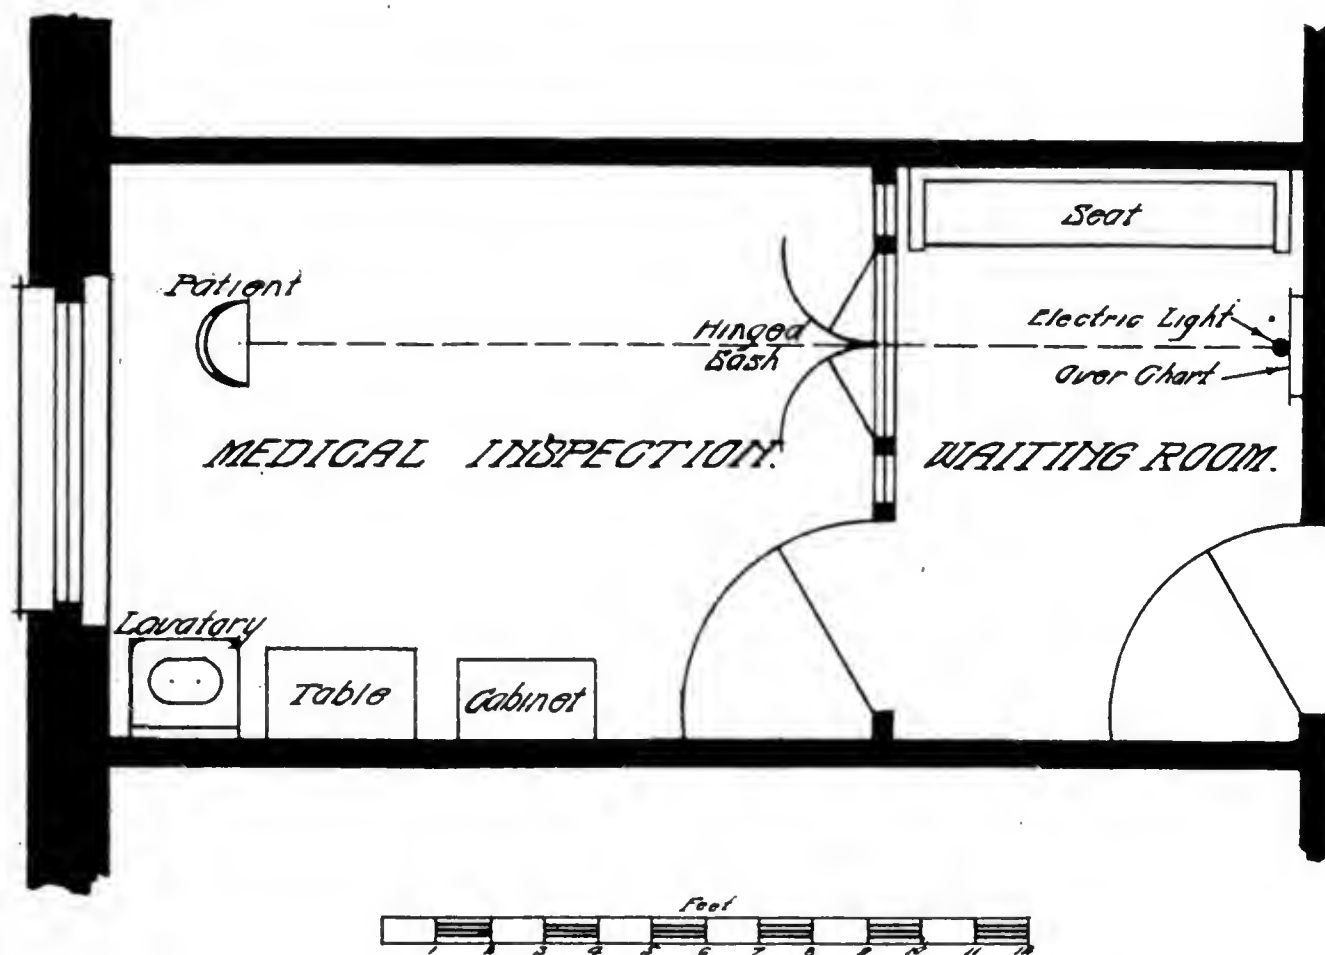 Seat
Patient
Electric Light
Hinged
Sash
Over Chart
MEDICAL INSPECTION.
WAITING ROOM.
Lavatory
Table
Cabinet
Feet
1 2 3 4 5 6 7 8 9 10 11 12